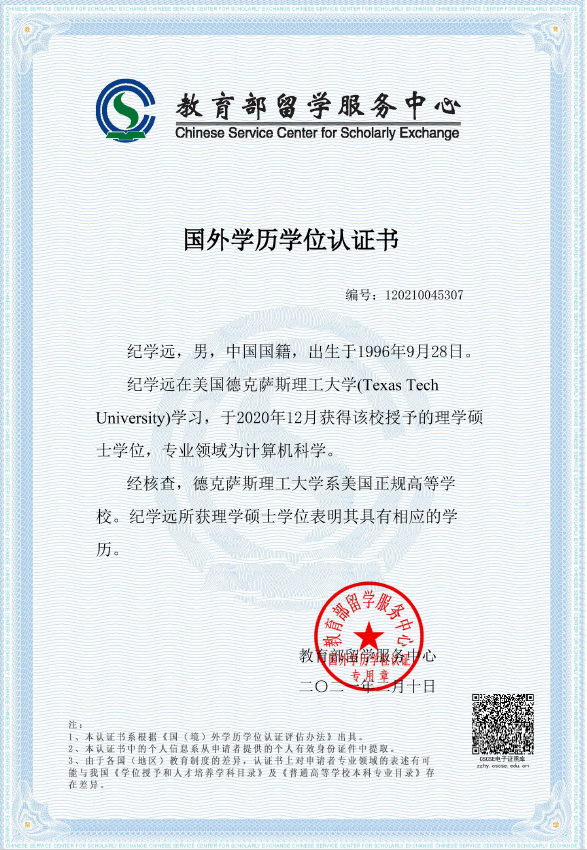 教育部留学服务中心
Chinese Service Center for Scholarly Exchange
国外学历学位认证书
编号：120210045307
纪学远，男，中国国籍，出生于1996年9月28日。
纪学远在美国德克萨斯理工大学(Texas Tech
University)学习，于2020年12月获得该校授予的理学硕
士学位，专业领域为计算机科学。
经核查，德克萨斯理工大学系美国正规高等学
校。纪学远所获理学硕士学位表明其具有相应的学
历。
教育部留学服务中心
国外学历学位认证
专用章
教育部留学服务中心
二〇二一年二月十日
CSCSE电子证照库
zzhy.cscse.edu.cn
注：
1、本认证书系根据《国（境）外学历学位认证评估办法》出具。
2、本认证书中的个人信息系从申请者提供的个人有效身份证件中提取。
3、由于各国（地区）教育制度的差异，认证书上对申请者专业领域的表述有可
能与我国《学位授予和人才培养学科目录》及《普通高等学校本科专业目录》存
在差异。